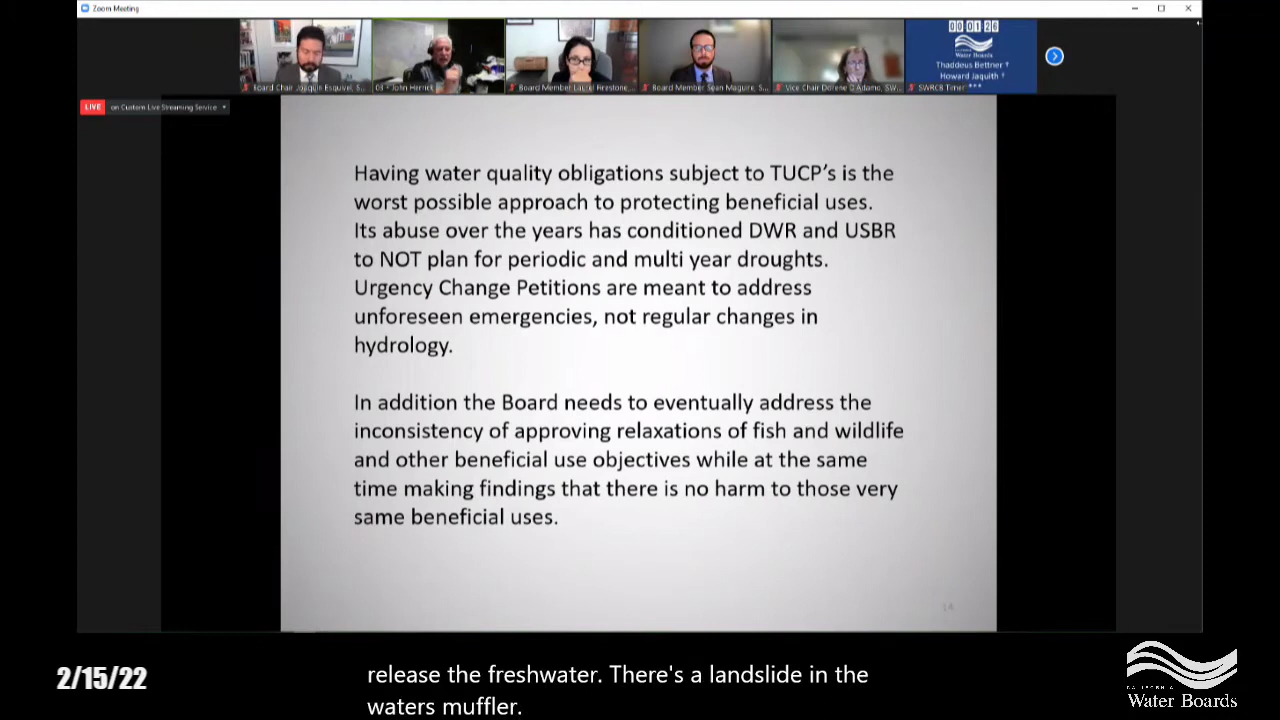 Zoom Meeting
00:01:26
Water Boards
Thaddeus Bettner ↑
Howard Jaquith ↑
Board Chair Joaquin Esquivel, S...
03 - John Herrick
Board Member Laurel Firestone,...
Board Member Sean Maguire, S...
Vice Chair Dorene D'Adamo, SW...
SWRCB Timer
LIVE on Custom Live Streaming Service
Having water quality obligations subject to TUCP's is the
worst possible approach to protecting beneficial uses.
Its abuse over the years has conditioned DWR and USBR
to NOT plan for periodic and multi year droughts.
Urgency Change Petitions are meant to address
unforeseen emergencies, not regular changes in
hydrology.
In addition the Board needs to eventually address the
inconsistency of approving relaxations of fish and wildlife
and other beneficial use objectives while at the same
time making findings that there is no harm to those very
same beneficial uses.
14
2/15/22
release the freshwater. There's a landslide in the
waters muffler.
CALIFORNIA
Water Boards